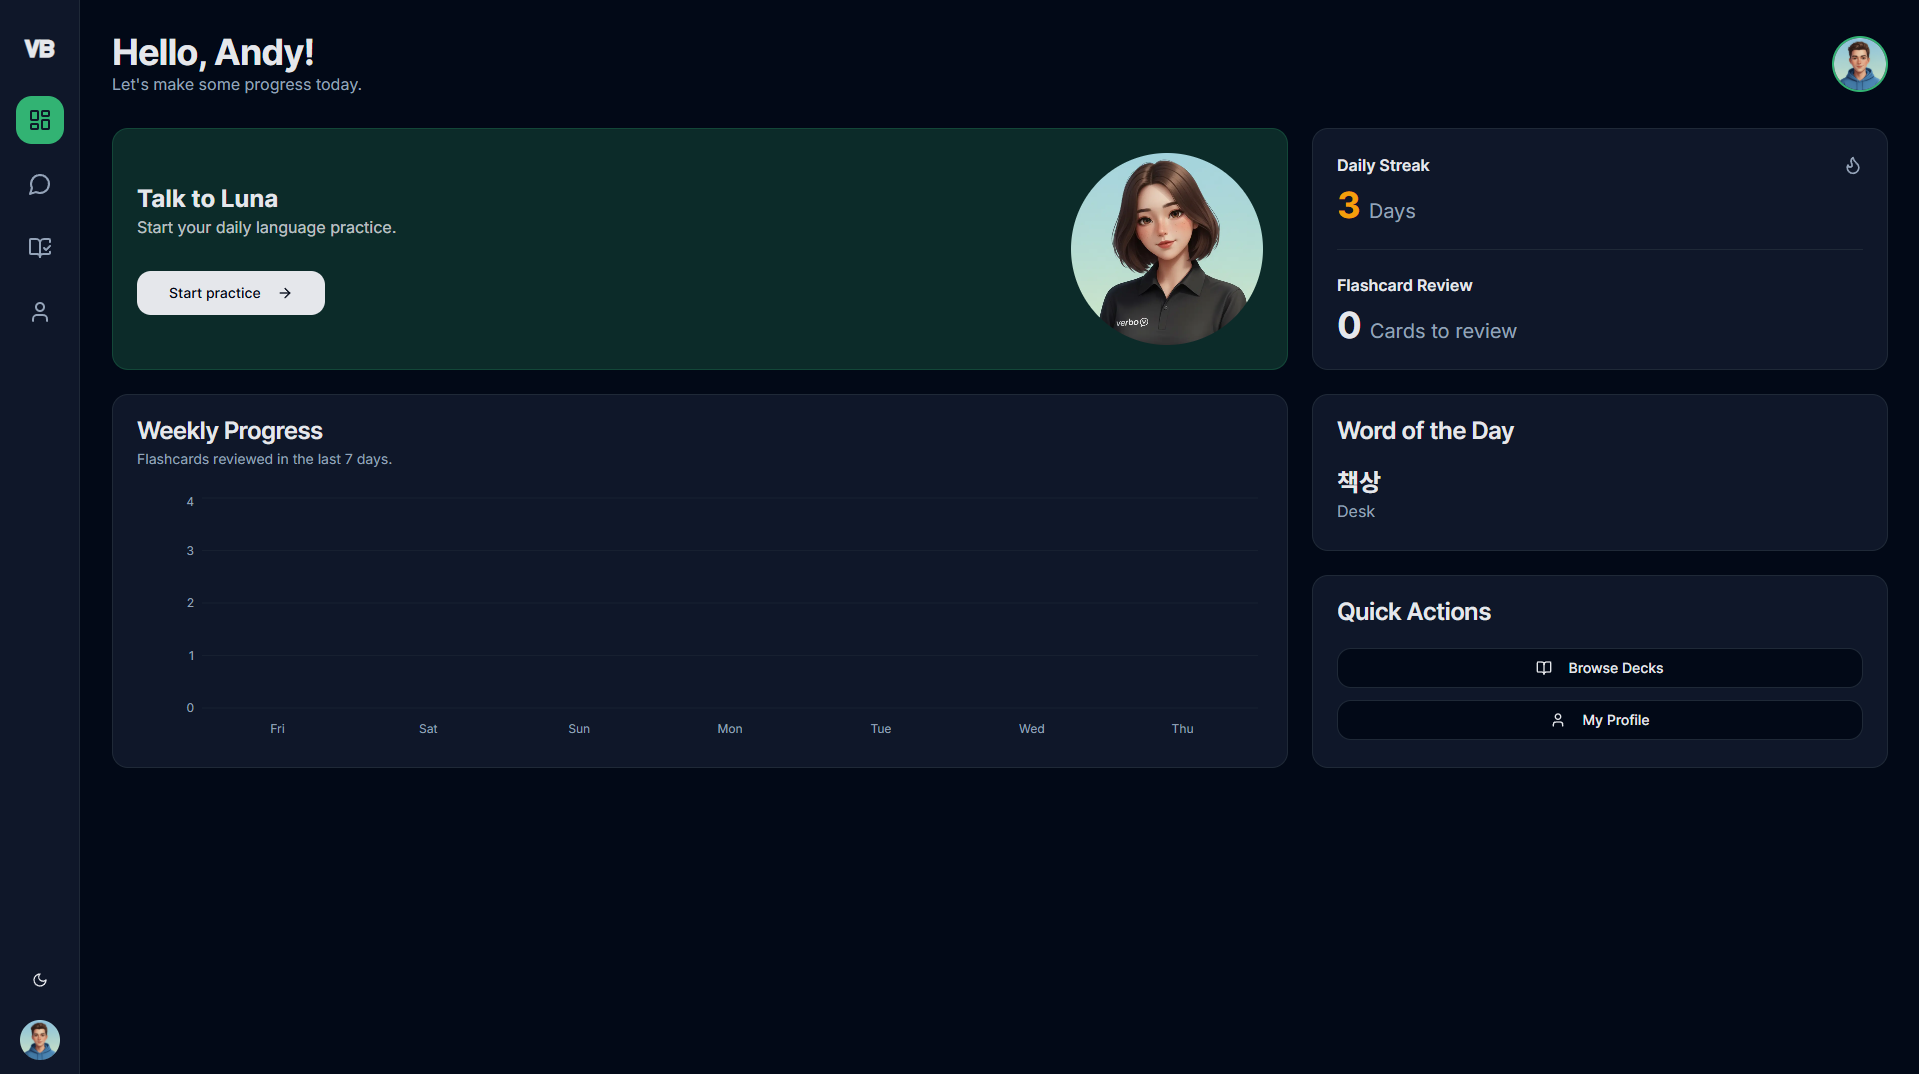 VB
Hello, Andy!
Let's make some progress today.
Talk to Luna
Start your daily language practice.
Start practice
verbo
Daily Streak
3 Days
Flashcard Review
0 Cards to review
Weekly Progress
Flashcards reviewed in the last 7 days.
4
3
2
1
0
Fri Sat Sun Mon Tue Wed Thu
Word of the Day
책상
Desk
Quick Actions
Browse Decks
My Profile